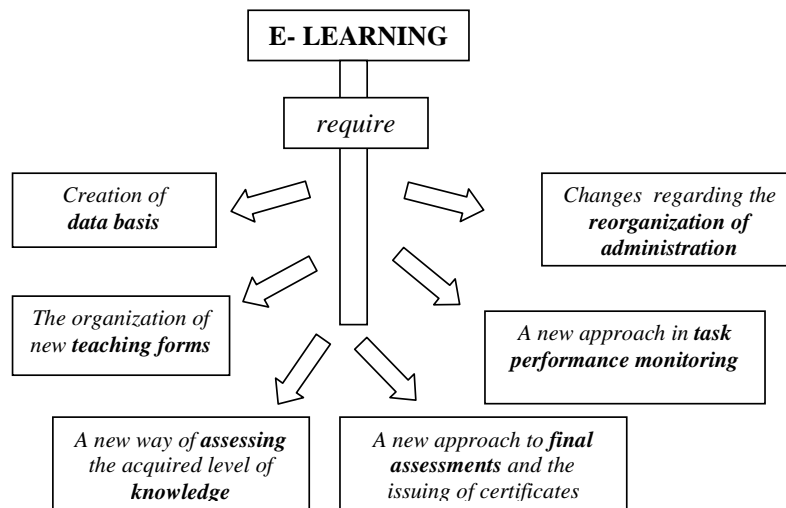 E- LEARNING
require
Creation of
data basis
Changes regarding the
reorganization of
administration
The organization of
new teaching forms
A new approach in task
performance monitoring
A new way of assessing
the acquired level of
knowledge
A new approach to final
assessments and the
issuing of certificates